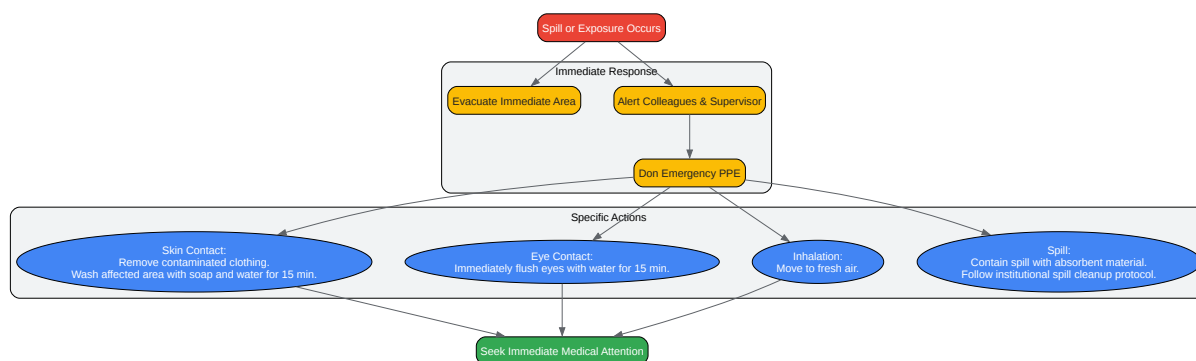 Spill or Exposure Occurs
Immediate Response
Evacuate Immediate Area
Alert Colleagues & Supervisor
Don Emergency PPE
Specific Actions
Skin Contact:
Remove contaminated clothing.
Wash affected area with soap and water for 15 min.
Eye Contact:
Immediately flush eyes with water for 15 min.
Inhalation:
Move to fresh air.
Spill:
Contain spill with absorbent material.
Follow institutional spill cleanup protocol.
Seek Immediate Medical Attention